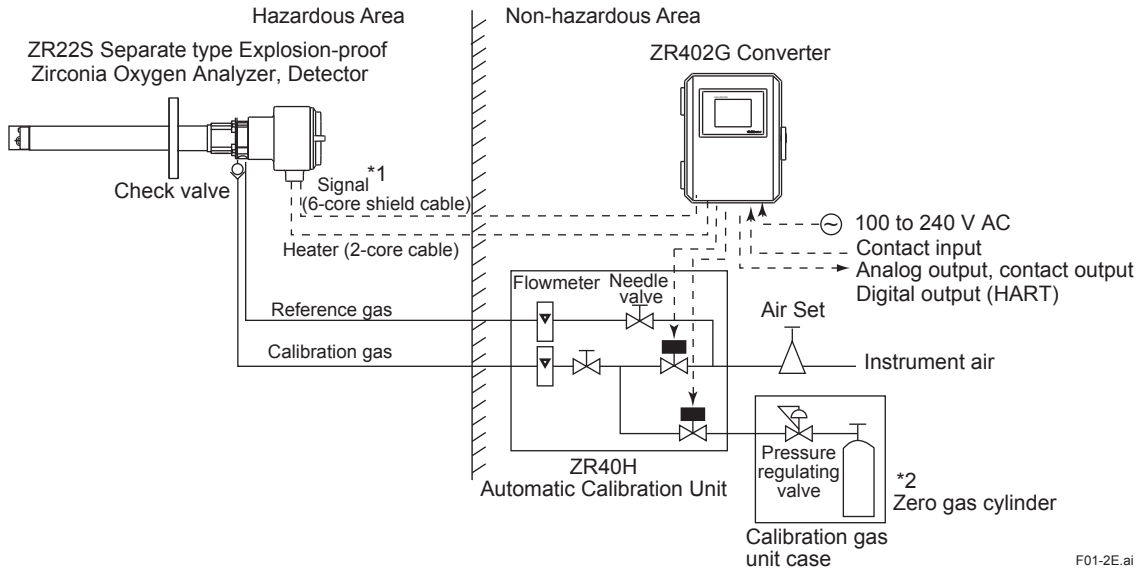 Hazardous Area
Non-hazardous Area
ZR22S Separate type Explosion-proof
Zirconia Oxygen Analyzer, Detector
ZR402G Converter
Check valve
Signal*1
(6-core shield cable)
Heater (2-core cable)
100 to 240 V AC
Contact input
Analog output, contact output
Digital output (HART)
Flowmeter
Needle
valve
Air Set
Reference gas
Calibration gas
Instrument air
ZR40H
Automatic Calibration Unit
Pressure
regulating
valve
*2
Zero gas cylinder
Calibration gas
unit case
F01-2E.ai